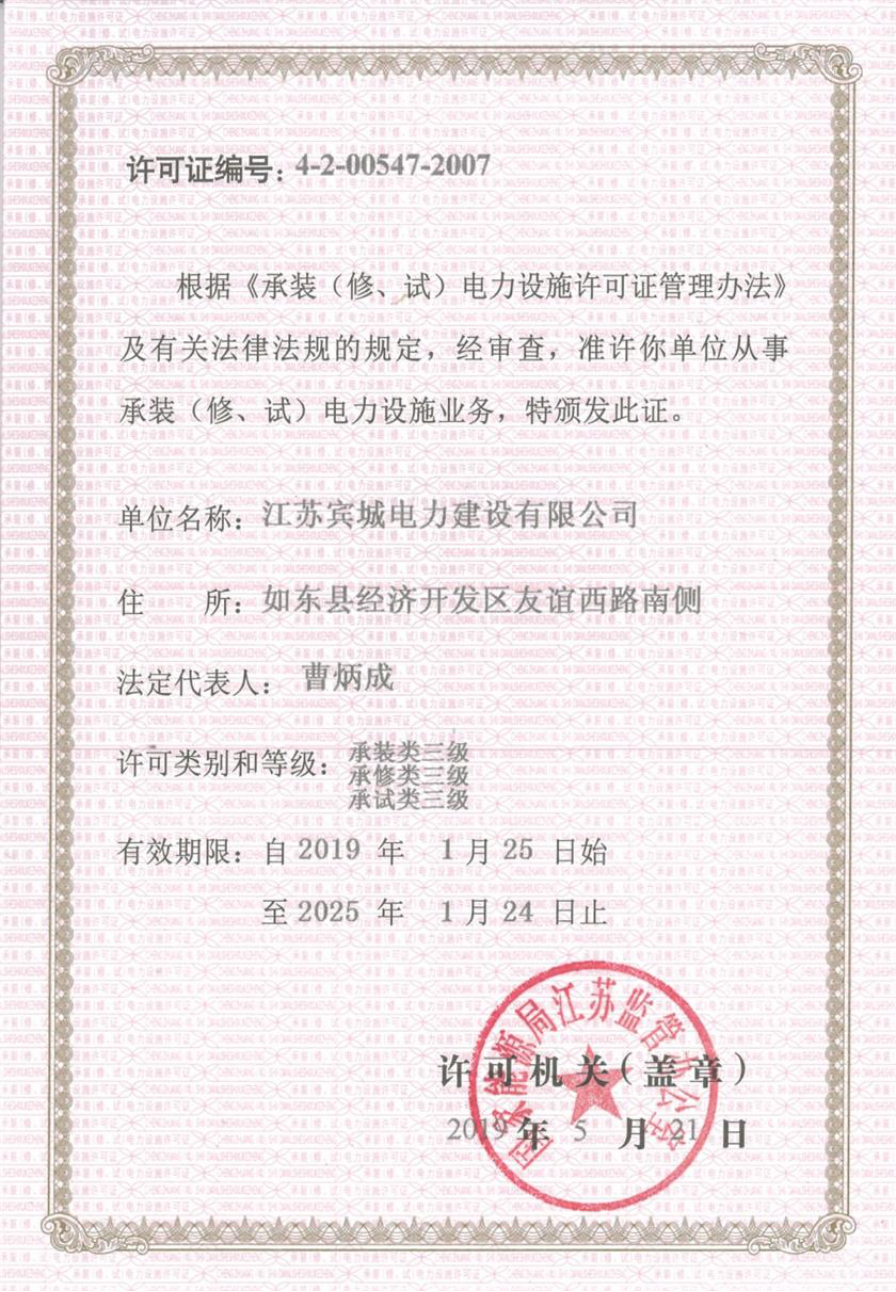 许可证编号：4-2-00547-2007
根据《承装（修、试）电力设施许可证管理办法》
及有关法律法规的规定，经审查，准许你单位从事
承装（修、试）电力设施业务，特颁发此证。
单位名称：江苏宾城电力建设有限公司
住 所：如东县经济开发区友谊西路南侧
法定代表人：曹炳成
许可类别和等级：承装类三级
承修类三级
承试类三级
有效期限：自 2019 年 1 月 25 日始
至 2025 年 1 月 24 日止
国家能源局江苏监管办公室
许可机关（盖章）
2019 年 5 月 21 日